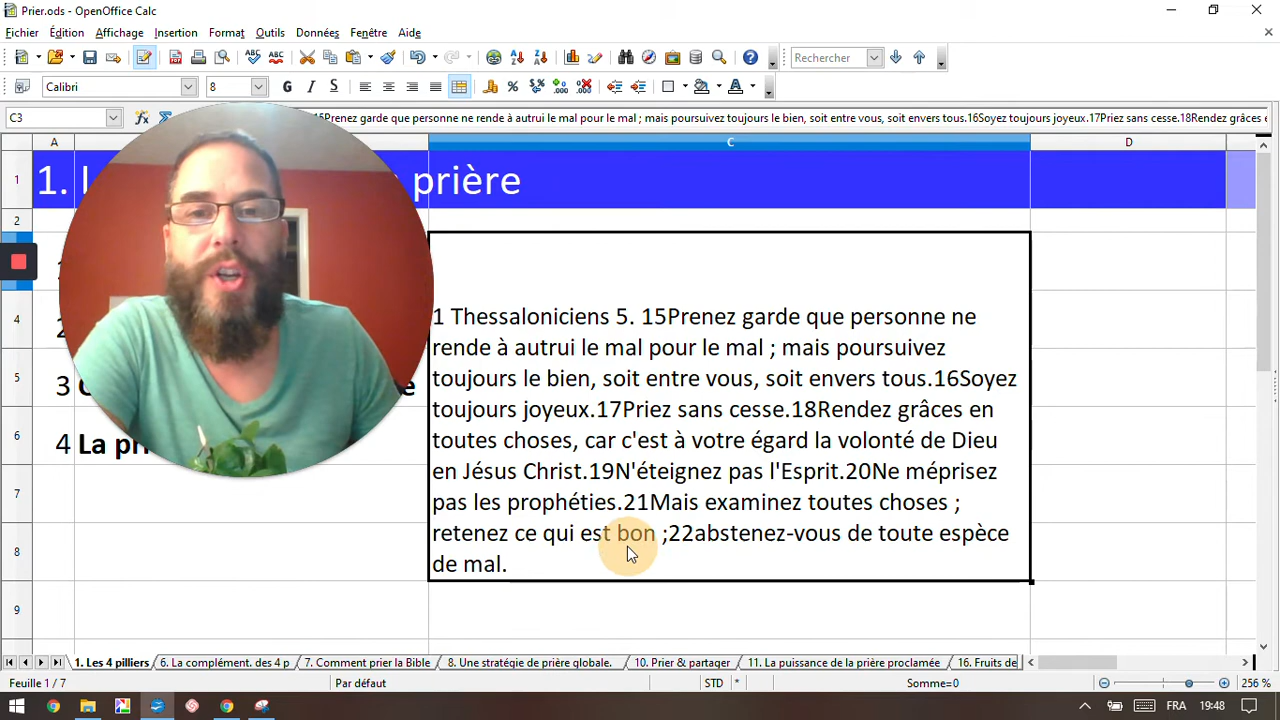 Prier.ods - OpenOffice Calc
Fichier Édition Affichage Insertion Format Outils Données Fenêtre Aide
Rechercher
Calibri 8 G I S
C3
15Prenez garde que personne ne rende à autrui le mal pour le mal ; mais poursuivez toujours le bien, soit entre vous, soit envers tous.16Soyez toujours joyeux.17Priez sans cesse.18Rendez grâces e
A C D
1 1. prière
2
4
5 3 e
6 4 La pr
7
8
9
1 Thessaloniciens 5. 15Prenez garde que personne ne
rende à autrui le mal pour le mal ; mais poursuivez
toujours le bien, soit entre vous, soit envers tous.16Soyez
toujours joyeux.17Priez sans cesse.18Rendez grâces en
toutes choses, car c'est à votre égard la volonté de Dieu
en Jésus Christ.19N'éteignez pas l'Esprit.20Ne méprisez
pas les prophéties.21Mais examinez toutes choses ;
retenez ce qui est bon ;22abstenez-vous de toute espèce
de mal.
1. Les 4 pilliers 6. La complément. des 4 p 7. Comment prier la Bible 8. Une stratégie de prière globale. 10. Prier & partager 11. La puissance de la prière proclamée 16. Fruits de
Feuille 1 / 7 Par défaut STD * Somme=0 256 %
FRA 19:48